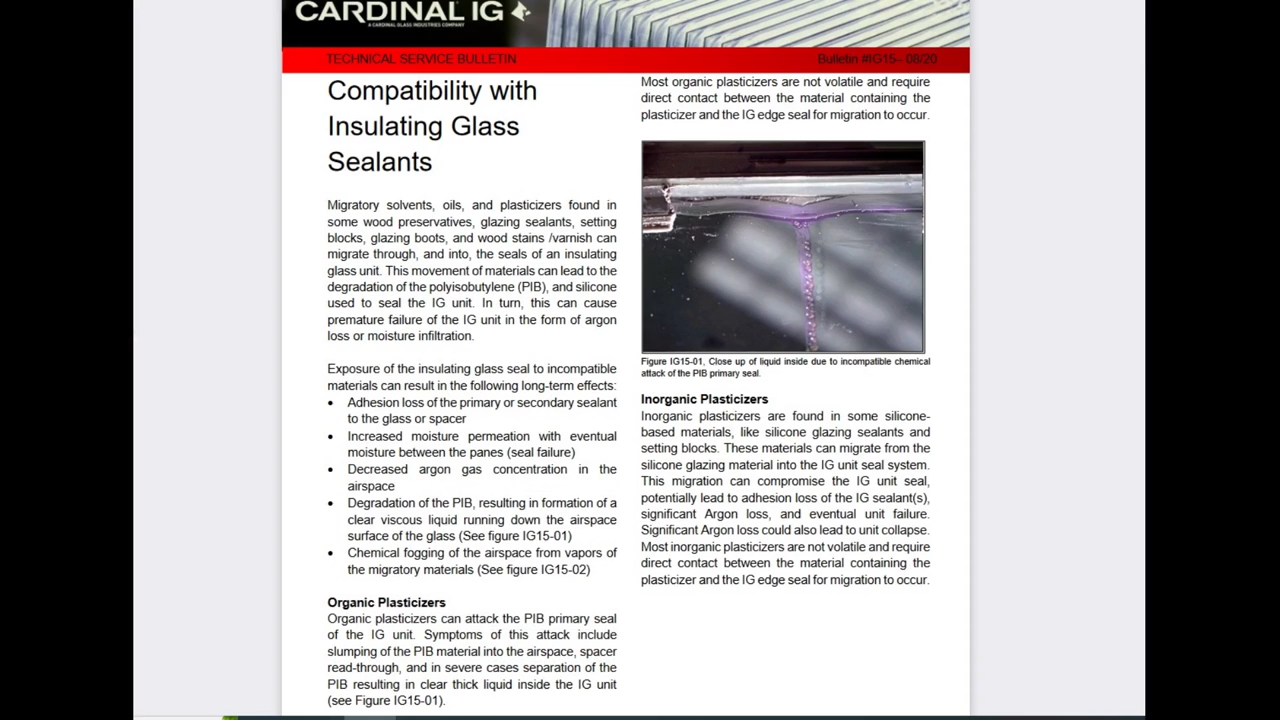 CARDINAL IG
A CARDINAL GLASS INDUSTRIES COMPANY
TECHNICAL SERVICE BULLETIN
Bulletin #IG15– 08/20
Compatibility with
Insulating Glass
Sealants
Migratory solvents, oils, and plasticizers found in
some wood preservatives, glazing sealants, setting
blocks, glazing boots, and wood stains /varnish can
migrate through, and into, the seals of an insulating
glass unit. This movement of materials can lead to the
degradation of the polyisobutylene (PIB), and silicone
used to seal the IG unit. In turn, this can cause
premature failure of the IG unit in the form of argon
loss or moisture infiltration.
Exposure of the insulating glass seal to incompatible
materials can result in the following long-term effects:
• Adhesion loss of the primary or secondary sealant
to the glass or spacer
• Increased moisture permeation with eventual
moisture between the panes (seal failure)
• Decreased argon gas concentration in the
airspace
• Degradation of the PIB, resulting in formation of a
clear viscous liquid running down the airspace
surface of the glass (See figure IG15-01)
• Chemical fogging of the airspace from vapors of
the migratory materials (See figure IG15-02)
Organic Plasticizers
Organic plasticizers can attack the PIB primary seal
of the IG unit. Symptoms of this attack include
slumping of the PIB material into the airspace, spacer
read-through, and in severe cases separation of the
PIB resulting in clear thick liquid inside the IG unit
(see Figure IG15-01).
Most organic plasticizers are not volatile and require
direct contact between the material containing the
plasticizer and the IG edge seal for migration to occur.
Figure IG15-01, Close up of liquid inside due to incompatible chemical
attack of the PIB primary seal.
Inorganic Plasticizers
Inorganic plasticizers are found in some silicone-
based materials, like silicone glazing sealants and
setting blocks. These materials can migrate from the
silicone glazing material into the IG unit seal system.
This migration can compromise the IG unit seal,
potentially lead to adhesion loss of the IG sealant(s),
significant Argon loss, and eventual unit failure.
Significant Argon loss could also lead to unit collapse.
Most inorganic plasticizers are not volatile and require
direct contact between the material containing the
plasticizer and the IG edge seal for migration to occur.